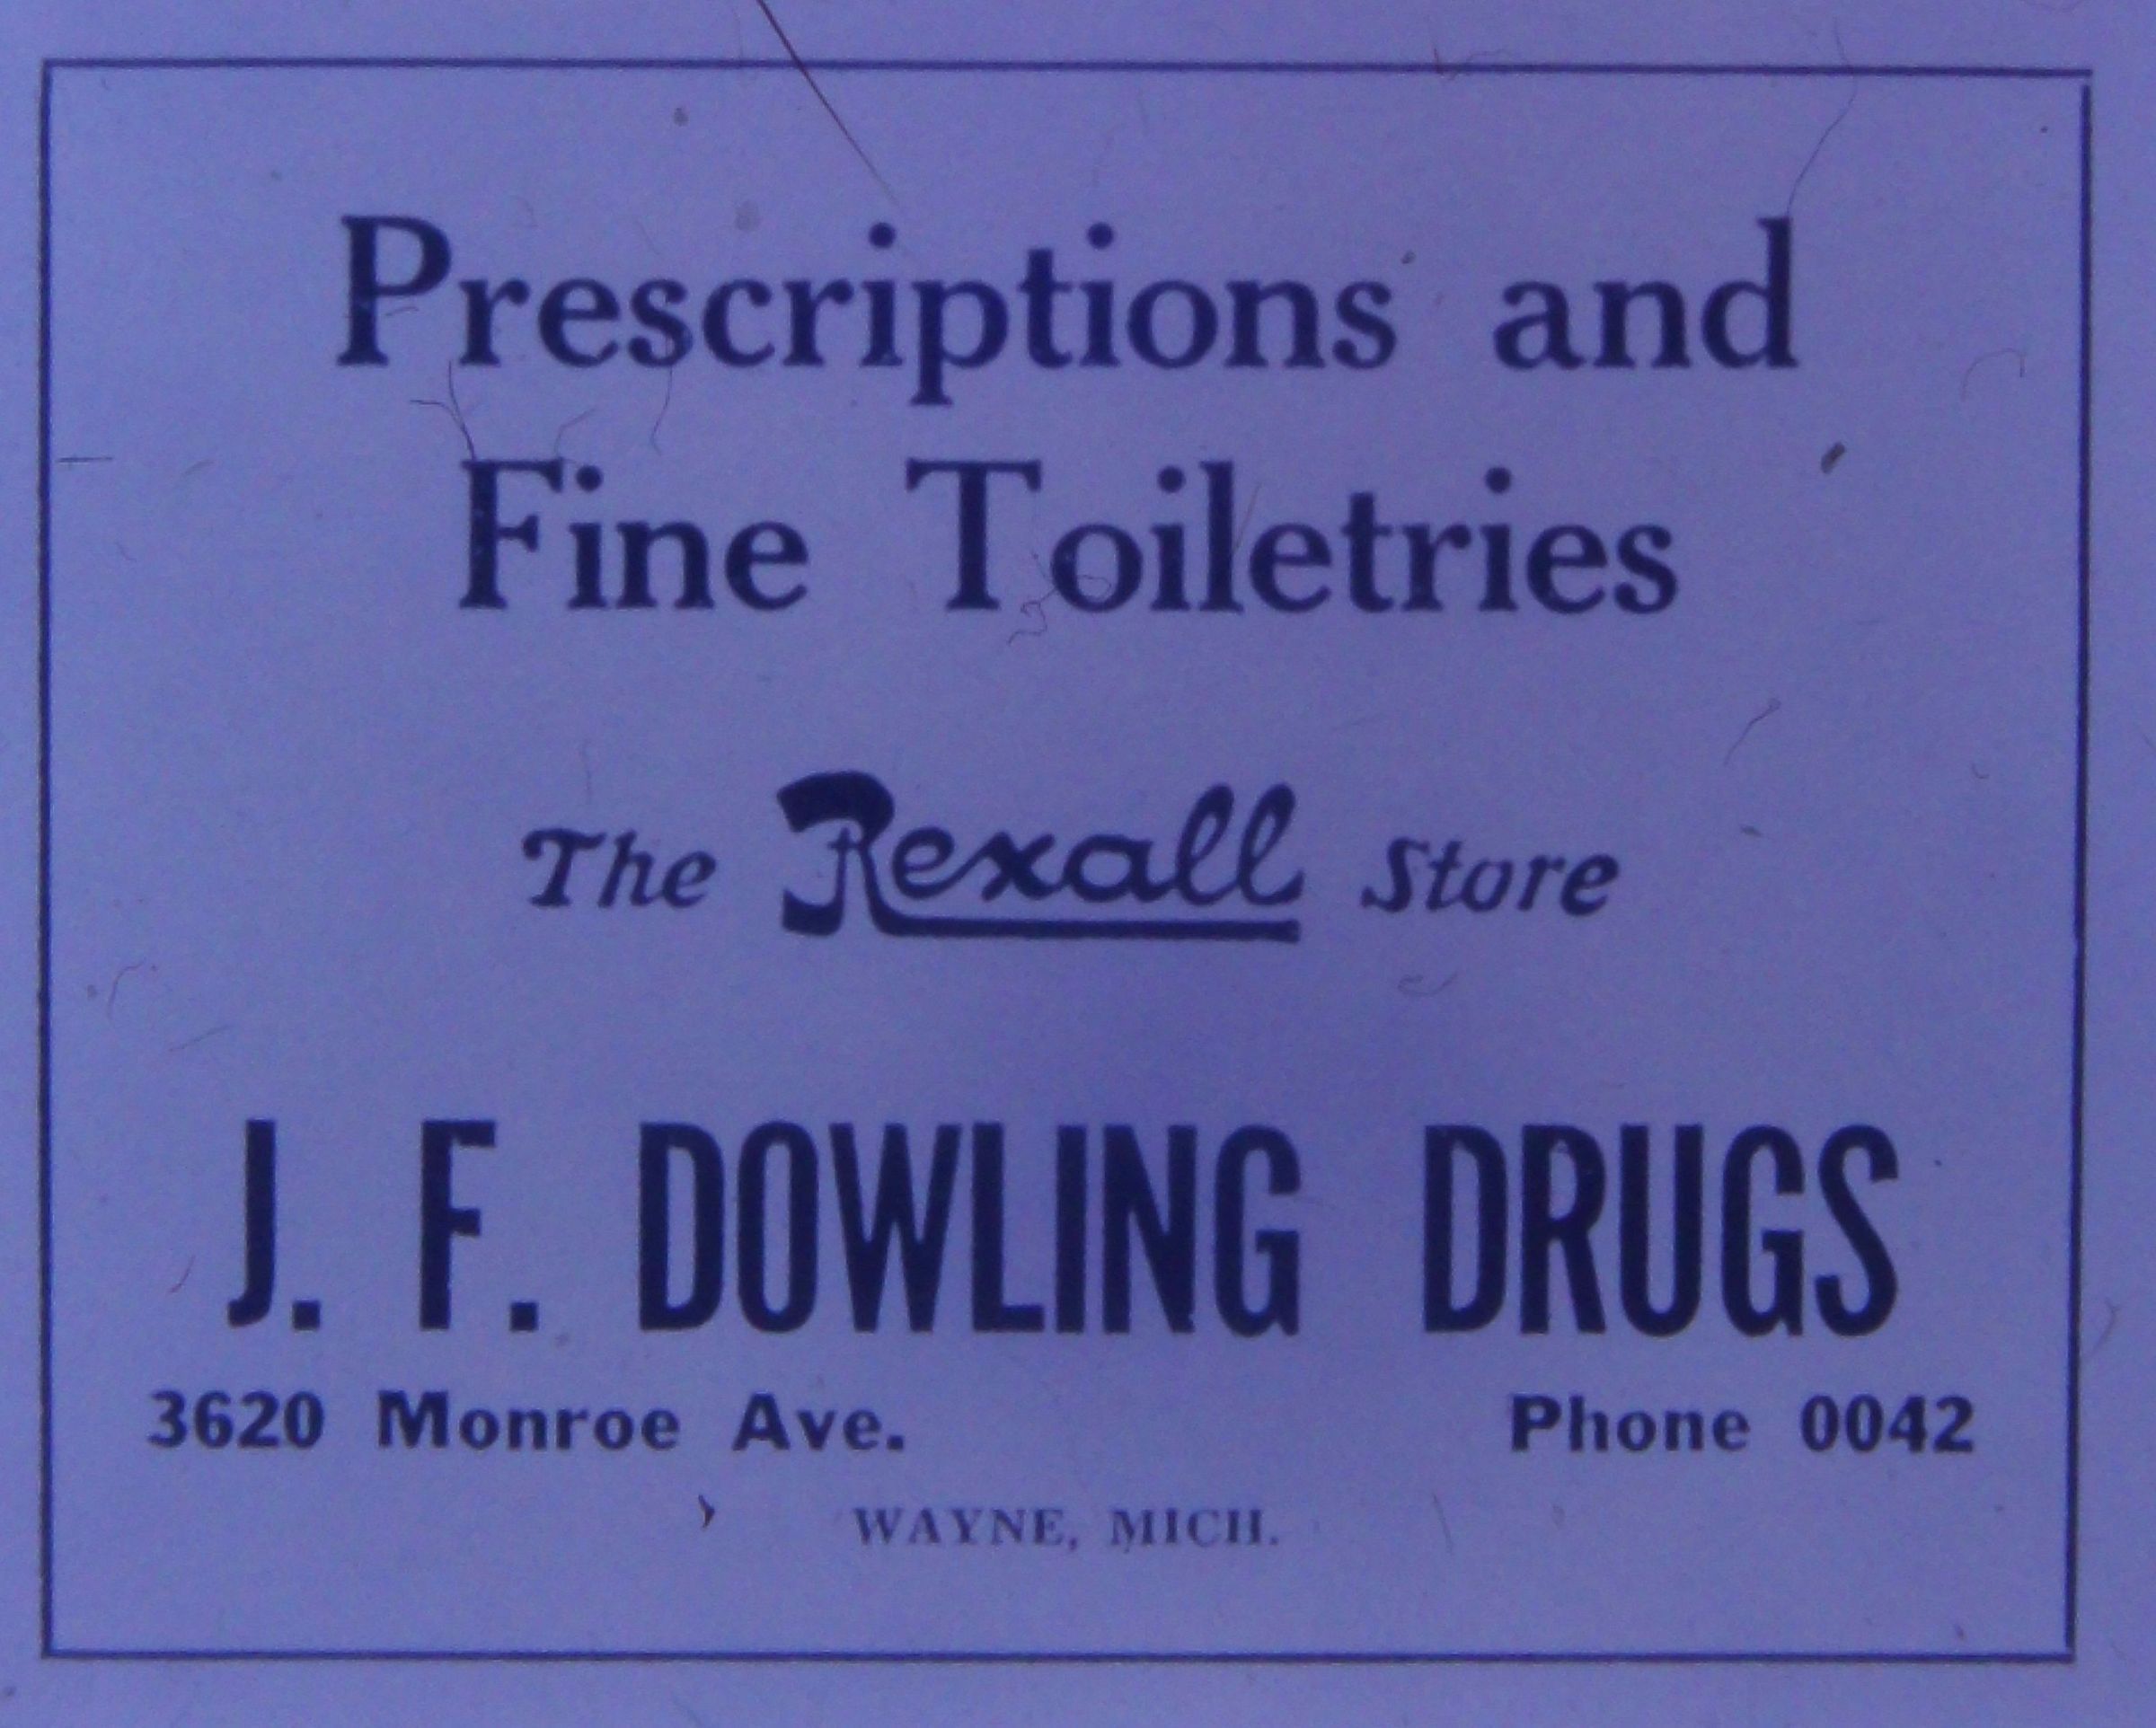 Prescriptions and
Fine Toiletries
The Rexall Store
J. F. DOWLING DRUGS
3620 Monroe Ave. Phone 0042
WAYNE, MICH.